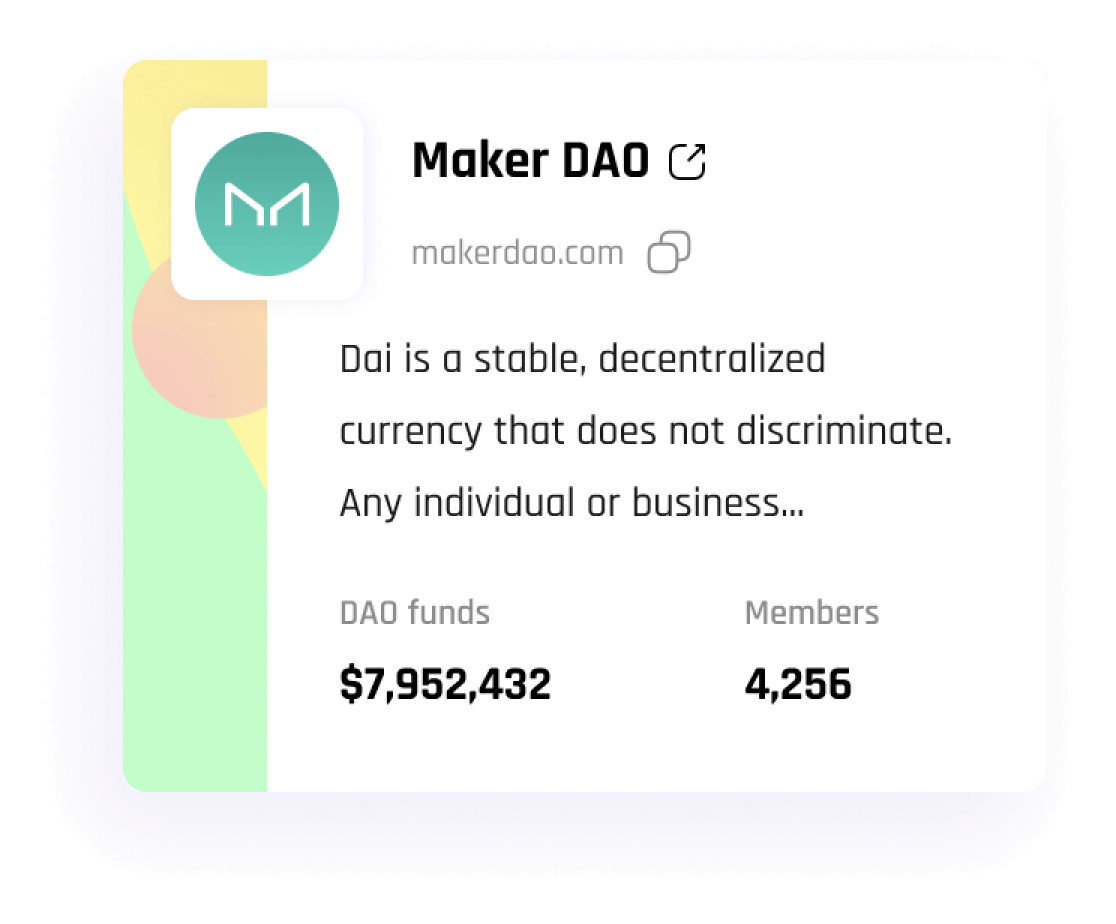 Maker DAO
makerdao.com
Dai is a stable, decentralized
currency that does not discriminate.
Any individual or business...
DAO funds
Members
$7,952,432
4,256